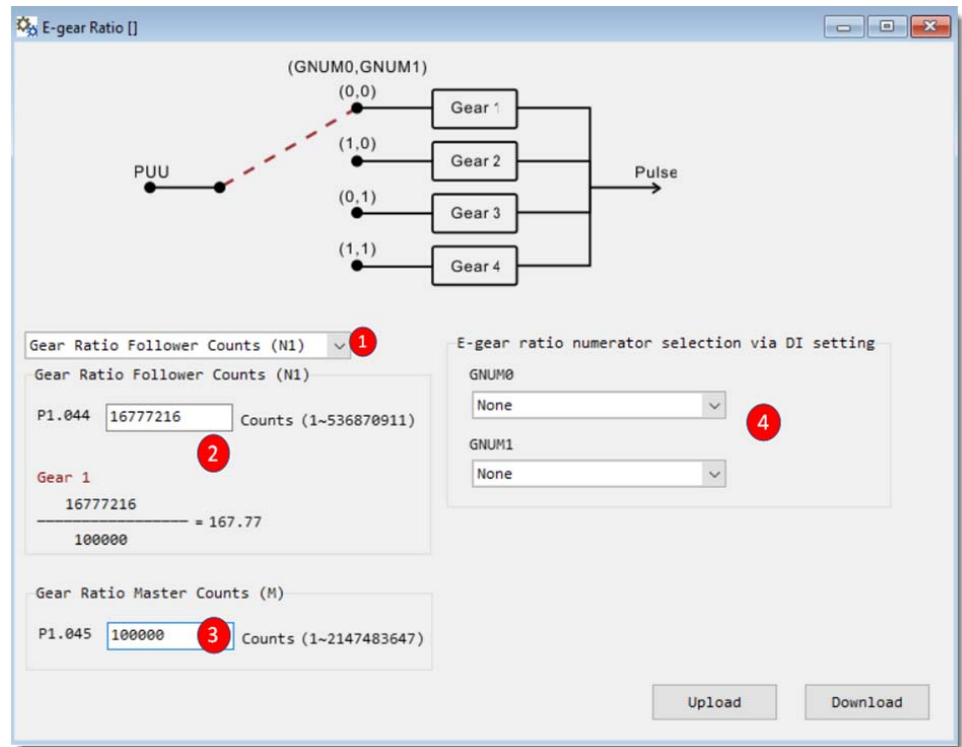 E-gear Ratio []
(GNUM0,GNUM1)
(0,0)
Gear 1
(1,0)
Gear 2
PUU
Pulse
(0,1)
Gear 3
(1,1)
Gear 4
Gear Ratio Follower Counts (N1)
1
Gear Ratio Follower Counts (N1)
P1.044 16777216 Counts (1~536870911)
2
Gear 1
16777216
= 167.77
100000
Gear Ratio Master Counts (M)
P1.045 100000 3 Counts (1~2147483647)
E-gear ratio numerator selection via DI setting
GNUM0
None
4
GNUM1
None
Upload Download